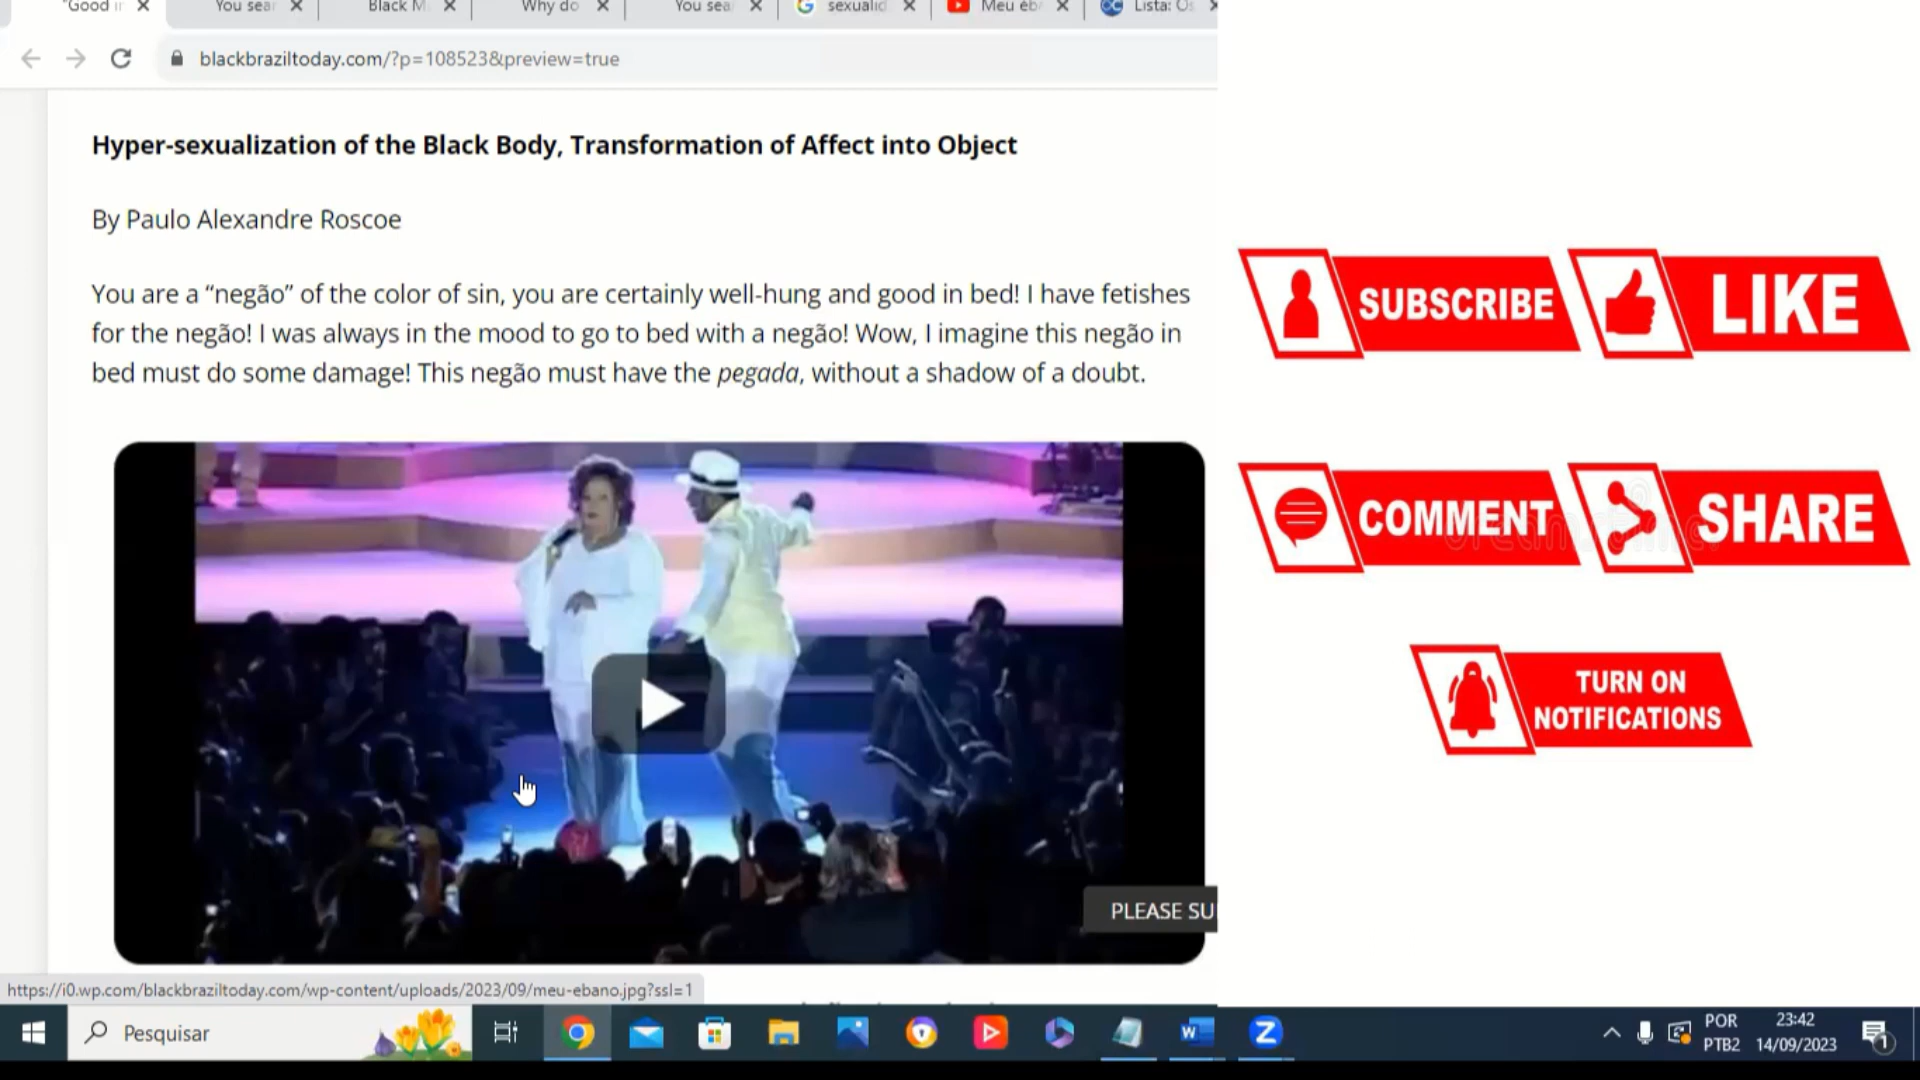 "Good i
You sear
Black M
Why do
You sea
sexualid
Meu éb
Lista: Os
blackbraziltoday.com/?p=108523&preview=true
Hyper-sexualization of the Black Body, Transformation of Affect into Object
By Paulo Alexandre Roscoe
You are a “negão” of the color of sin, you are certainly well-hung and good in bed! I have fetishes
for the negão! I was always in the mood to go to bed with a negão! Wow, I imagine this negão in
bed must do some damage! This negão must have the pegada, without a shadow of a doubt.
SUBSCRIBE
LIKE
COMMENT
SHARE
TURN ON
NOTIFICATIONS
PLEASE SU
https://i0.wp.com/blackbraziltoday.com/wp-content/uploads/2023/09/meu-ebano.jpg?ssl=1
Pesquisar
POR
PTB2
23:42
14/09/2023
1